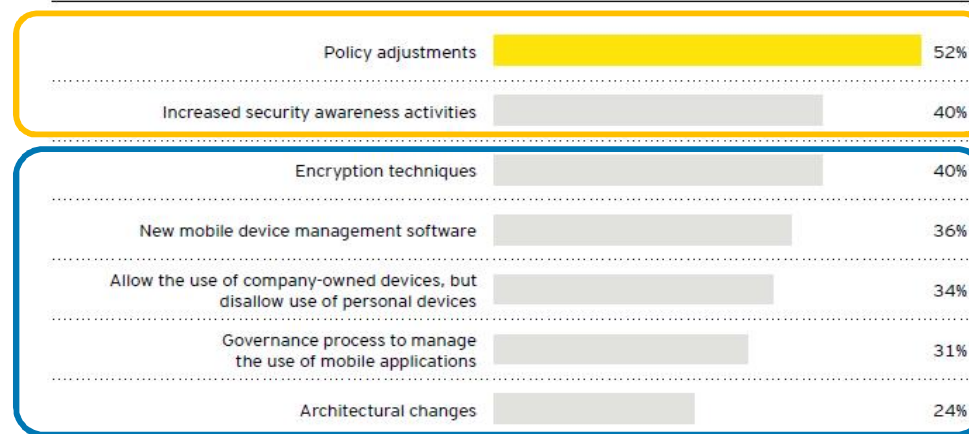 Policy adjustments 52%
Increased security awareness activities 40%
Encryption techniques 40%
New mobile device management software 36%
Allow the use of company-owned devices, but
disallow use of personal devices 34%
Governance process to manage
the use of mobile applications 31%
Architectural changes 24%